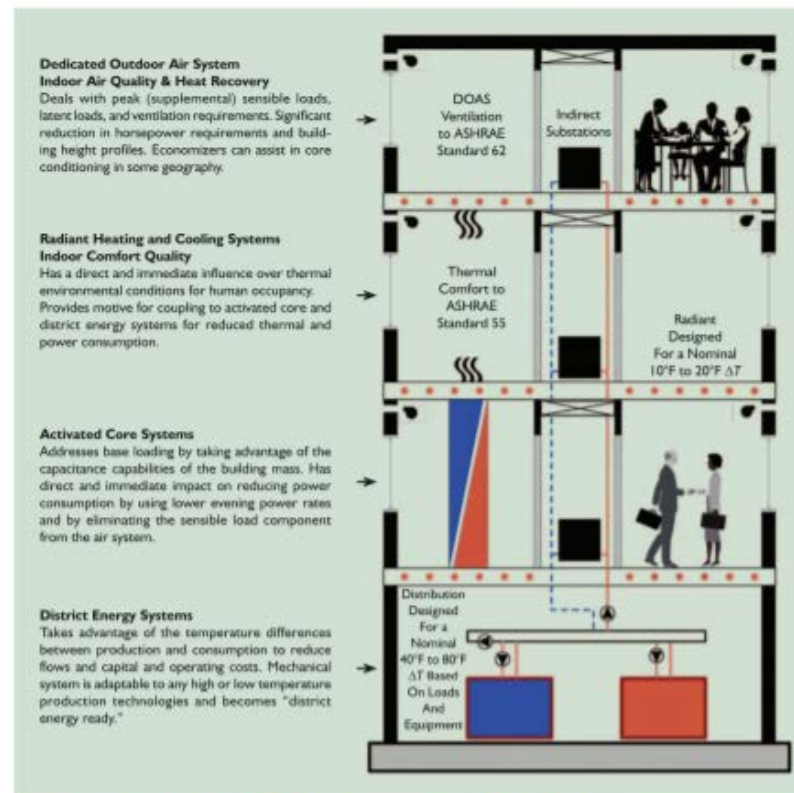 Dedicated Outdoor Air System
Indoor Air Quality & Heat Recovery
Deals with peak (supplemental) sensible loads,
latent loads, and ventilation requirements. Significant
reduction in horsepower requirements and build-
ing height profiles. Economizers can assist in core
conditioning in some geography.
DOAS
Ventilation
to ASHRAE
Standard 62
Indirect
Substations
Radiant Heating and Cooling Systems
Indoor Comfort Quality
Has a direct and immediate influence over thermal
environmental conditions for human occupancy.
Provides motive for coupling to activated core and
district energy systems for reduced thermal and
power consumption.
Thermal
Comfort to
ASHRAE
Standard 55
Radiant
Designed
For a Nominal
10°F to 20°F ΔT
Activated Core Systems
Addresses base loading by taking advantage of the
capacitance capabilities of the building mass. Has
direct and immediate impact on reducing power
consumption by using lower evening power rates
and by eliminating the sensible load component
from the air system.
District Energy Systems
Takes advantage of the temperature differences
between production and consumption to reduce
flows and capital and operating costs. Mechanical
system is adaptable to any high or low temperature
production technologies and becomes "district
energy ready."
Distribution
Designed
For a
Nominal
40°F to 80°F
ΔT Based
On Loads
And
Equipment